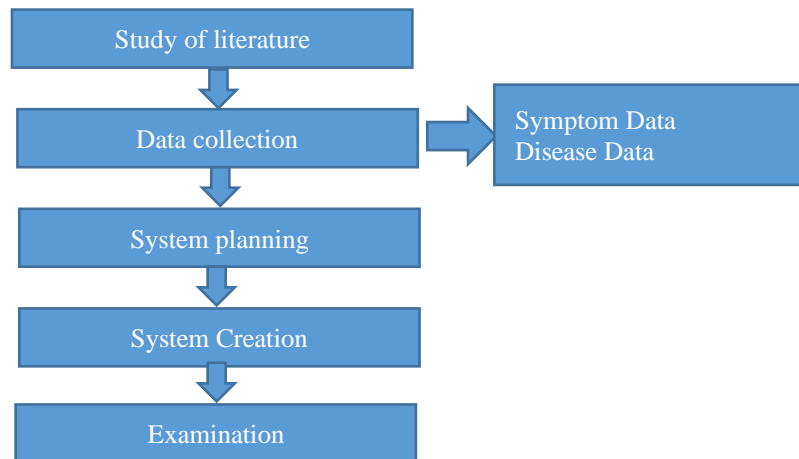 Study of literature
Data collection
Symptom Data
Disease Data
System planning
System Creation
Examination